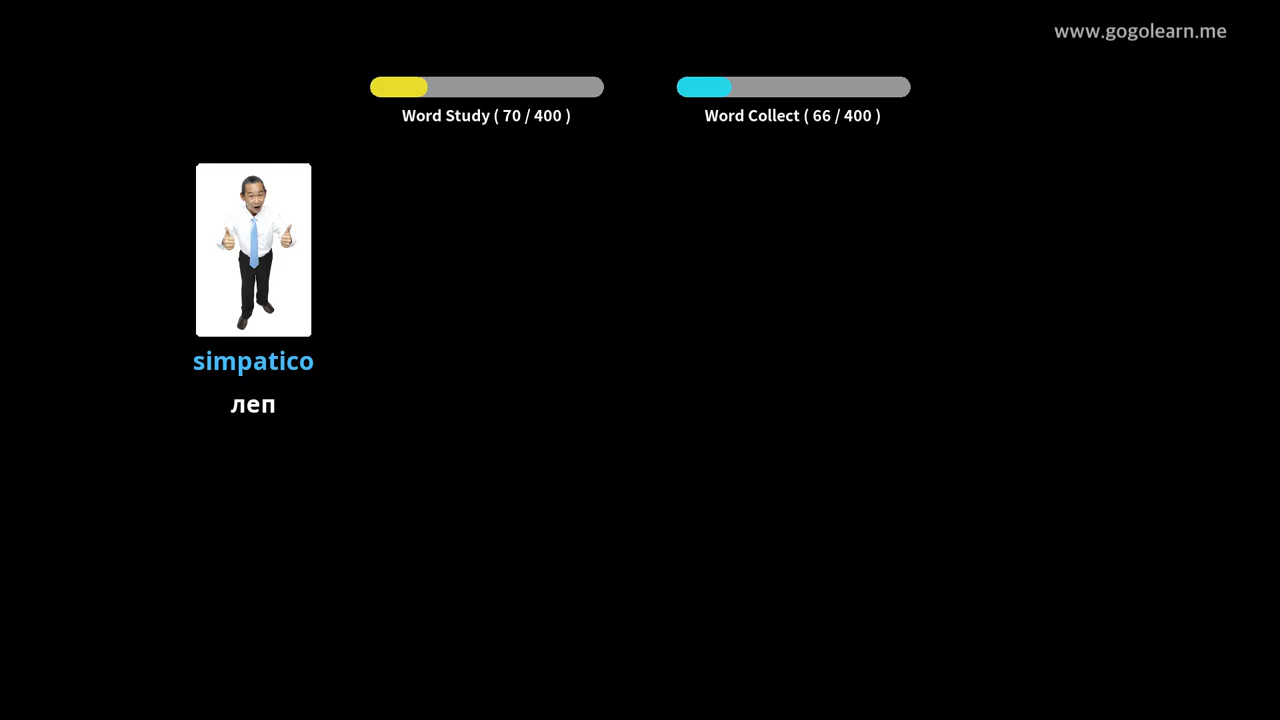 www.gogolearn.me
Word Study ( 70 / 400 )
Word Collect ( 66 / 400 )
simpatico
леп